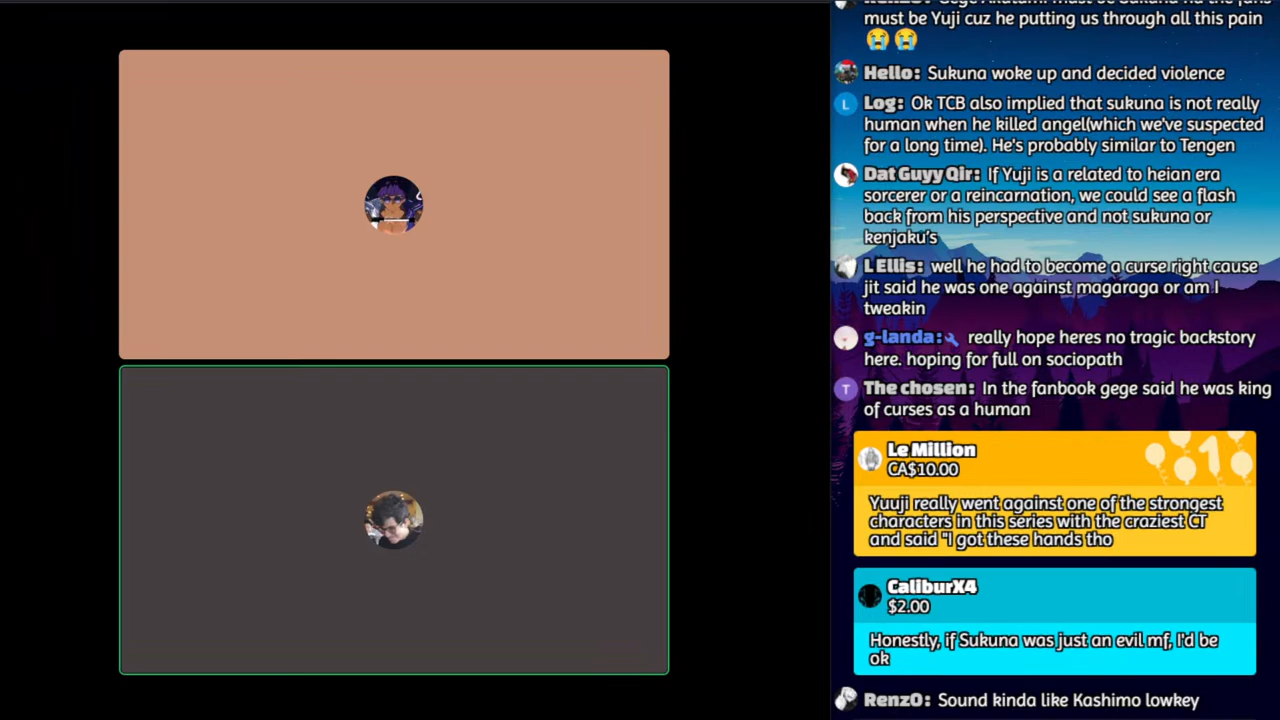 must be Yuji cuz he putting us through all this pain
😭😭
Hello: Sukuna woke up and decided violence
L Log: Ok TCB also implied that sukuna is not really
human when he killed angel(which we've suspected
for a long time). He's probably similar to Tengen
Dat Guyy Qir: If Yuji is a related to heian era
sorcerer or a reincarnation, we could see a flash
back from his perspective and not sukuna or
kenjaku's
L Ellis: well he had to become a curse right cause
jit said he was one against magaraga or am I
tweakin
g-landa: really hope heres no tragic backstory
here. hoping for full on sociopath
T The chosen: In the fanbook gege said he was king
of curses as a human
Le Million
CA$10.00
Yuuji really went against one of the strongest
characters in this series with the craziest CT
and said "I got these hands tho
CaliburX4
$2.00
Honestly, if Sukuna was just an evil mf, I'd be
ok
RenzO: Sound kinda like Kashimo lowkey